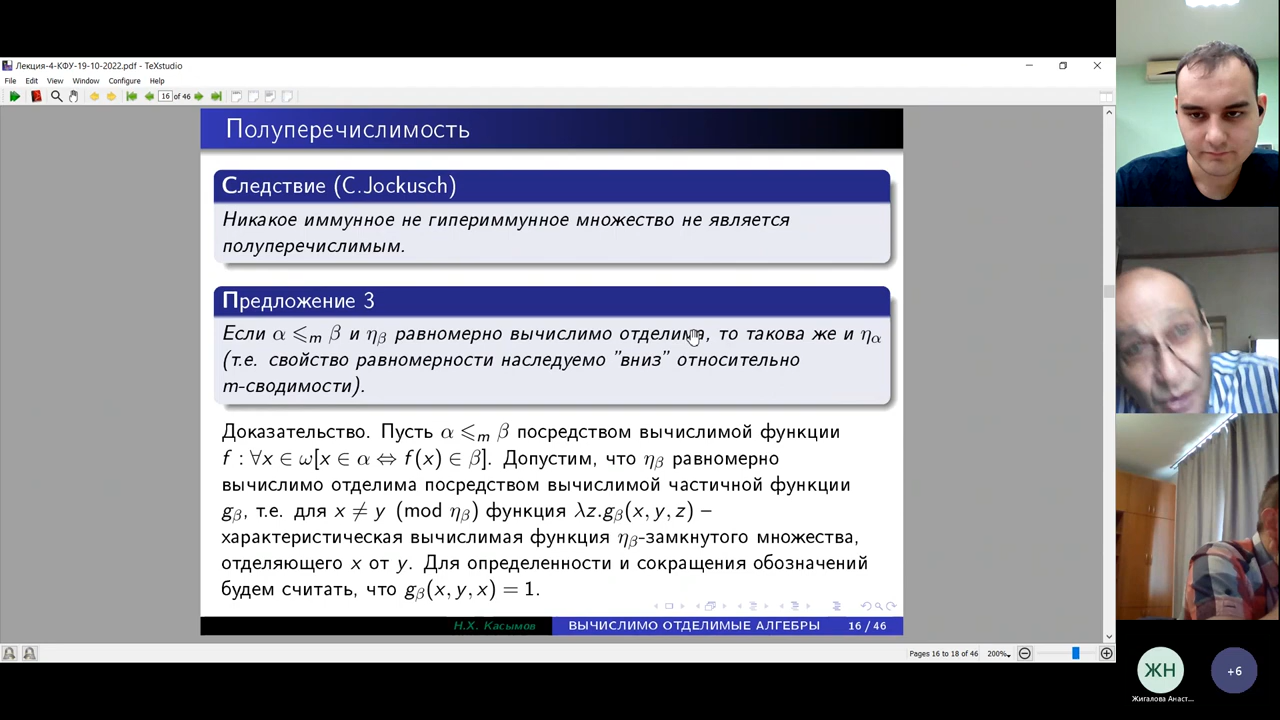 Лекция-4-КФУ-19-10-2022.pdf - TeXstudio
File Edit View Window Configure Help
16 of 46
Полуперечислимость
Следствие (C.Jockusch)
Никакое иммунное не гипериммунное множество не является
полуперечислимым.
Предложение 3
Если α ⩽m β и ηβ равномерно вычислимо отделима, то такова же и ηα
(т.е. свойство равномерности наследуемо "вниз" относительно
m-сводимости).
Доказательство. Пусть α ⩽m β посредством вычислимой функции
f : ∀x ∈ ω[x ∈ α ⇔ f(x) ∈ β]. Допустим, что ηβ равномерно
вычислимо отделима посредством вычислимой частичной функции
gβ, т.е. для x ≠ y (mod ηβ) функция λz.gβ(x, y, z) –
характеристическая вычислимая функция ηβ-замкнутого множества,
отделяющего x от y. Для определенности и сокращения обозначений
будем считать, что gβ(x, y, x) = 1.
Н.Х. Касымов ВЫЧИСЛИМО ОТДЕЛИМЫЕ АЛГЕБРЫ 16 / 46
Pages 16 to 18 of 46 200%
ЖН
Жигалова Анаст...
+6